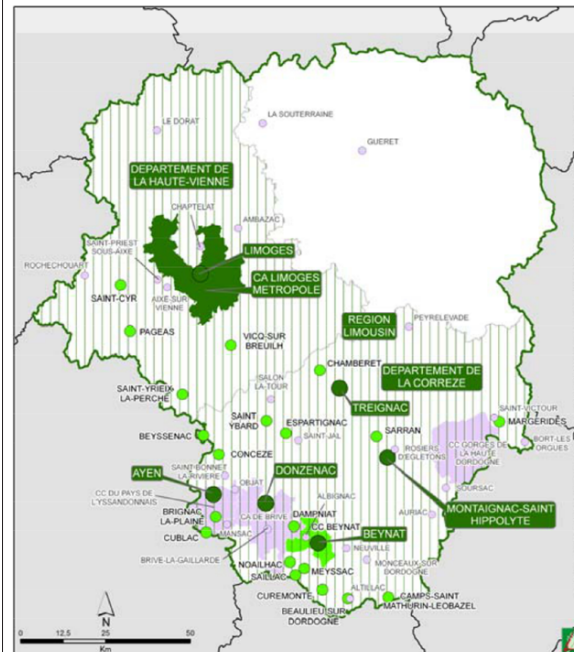 LE DORAT
LA SOUTERRAINE
GUERET
DEPARTEMENT DE
LA HAUTE-VIENNE
CHAPTELAT
AMBAZAC
SAINT-PRIEST
SOUS-AIXE
LIMOGES
ROCHECHOUART
CA LIMOGES
METROPOLE
SAINT-CYR
AIXE-SUR
VIENNE
REGION
LIMOUSIN
PEYRELEVADE
PAGEAS
VICQ-SUR
BREUILH
CHAMBERET
DEPARTEMENT
DE LA CORREZE
SALON
LA-TOUR
SAINT-YRIEIX
LA-PERCHE
TREIGNAC
SAINT
YBARD
ESPARTIGNAC
SAINT-VICTOUR
MARGERIDES
BEYSSENAC
SAINT-JAL
SARRAN
BORT-LES
ORGUES
CONCEZE
ROSIERS
D'EGLETONS
CC GORGES DE
LA HAUTE
DORDOGNE
AYEN
SAINT-BONNET
LA-RIVIERE
DONZENAC
OBJAT
SOURSAC
CC DU PAYS DE
L'YSSANDONNAIS
ALBIGNAC
MONTAIGNAC-SAINT
HIPPOLYTE
BRIGNAC
LA-PLAINE
CA DE BRIVE
DAMPNIAT
CC BEYNAT
AURIAC
MANSAC
BEYNAT
CUBLAC
BRIVE-LA-GAILLARDE
NEUVILLE
NOAILHAC
MONCEAUX-SUR
DORDOGNE
SAILLAC
MEYSSAC
CUREMONTE
ALTILLAC
BEAULIEU SUR
DORDOGNE
CAMPS-SAINT
MATHURIN-LEOBAZEL
N
0 12,5 25 50
Km